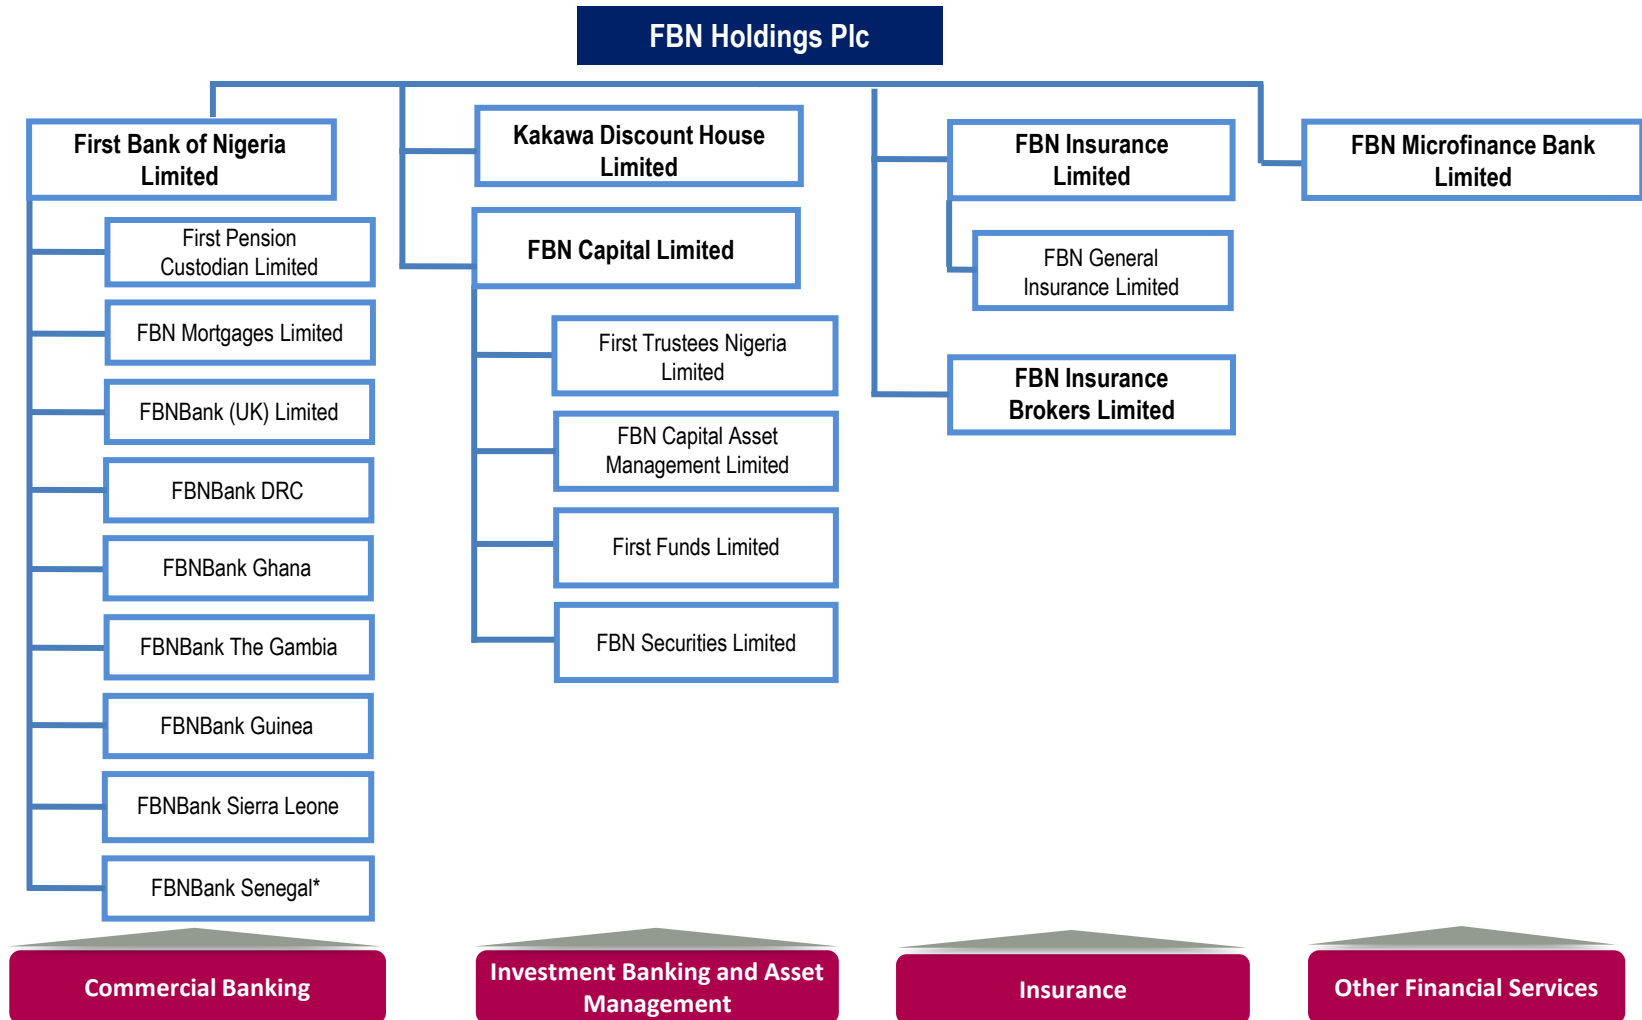 FBN Holdings Plc
First Bank of Nigeria
Limited
First Pension
Custodian Limited
FBN Mortgages Limited
FBNBank (UK) Limited
FBNBank DRC
FBNBank Ghana
FBNBank The Gambia
FBNBank Guinea
FBNBank Sierra Leone
FBNBank Senegal*
Commercial Banking
Kakawa Discount House
Limited
FBN Capital Limited
First Trustees Nigeria
Limited
FBN Capital Asset
Management Limited
First Funds Limited
FBN Securities Limited
Investment Banking and Asset
Management
FBN Insurance
Limited
FBN General
Insurance Limited
FBN Insurance
Brokers Limited
Insurance
FBN Microfinance Bank
Limited
Other Financial Services